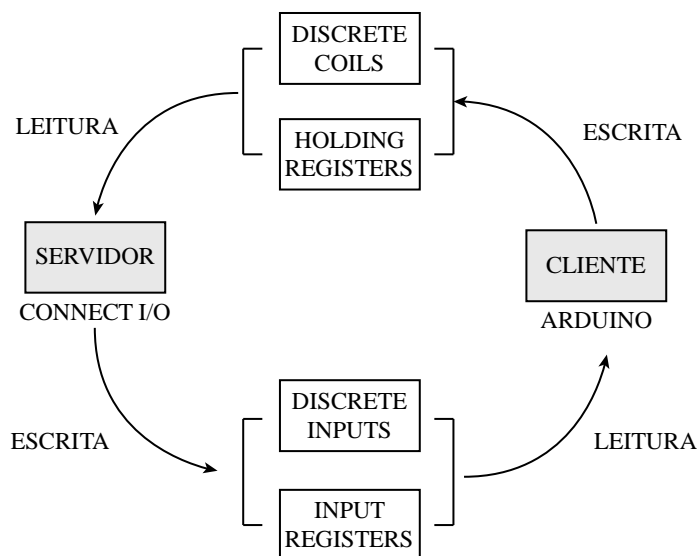 DISCRETE
COILS
LEITURA
HOLDING
REGISTERS
ESCRITA
SERVIDOR
CONNECT I/O
CLIENTE
ARDUINO
DISCRETE
INPUTS
ESCRITA
LEITURA
INPUT
REGISTERS